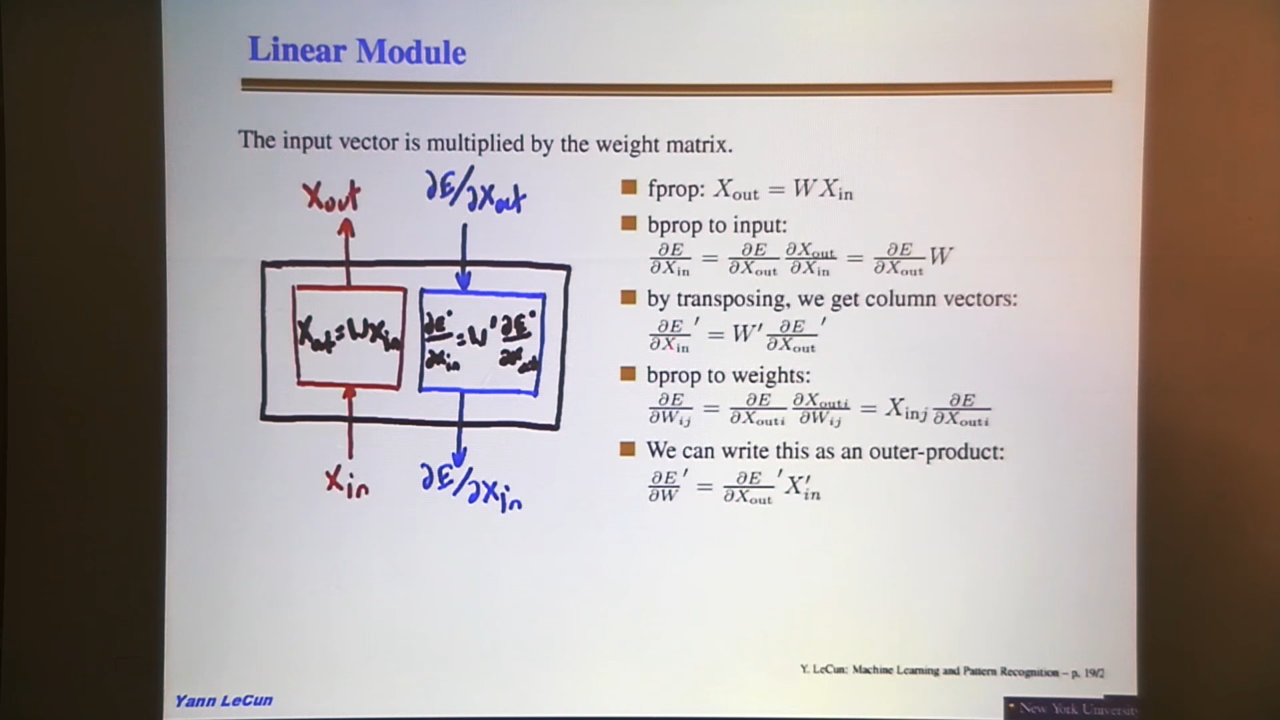 Linear Module
The input vector is multiplied by the weight matrix.
Xout
∂E/∂Xout
Xout=WXin
∂E'/∂Xin=W'∂E'/∂Xout
Xin
∂E/∂Xin
fprop: Xout = WXin
bprop to input:
∂E/∂Xin = ∂E/∂Xout ∂Xout/∂Xin = ∂E/∂Xout W
by transposing, we get column vectors:
∂E/∂Xin ′ = W′ ∂E/∂Xout ′
bprop to weights:
∂E/∂Wij = ∂E/∂Xouti ∂Xouti/∂Wij = Xinj ∂E/∂Xouti
We can write this as an outer-product:
∂E/∂W ′ = ∂E/∂Xout ′ X′in
Y. LeCun: Machine Learning and Pattern Recognition – p. 19/2
Yann LeCun
New York University